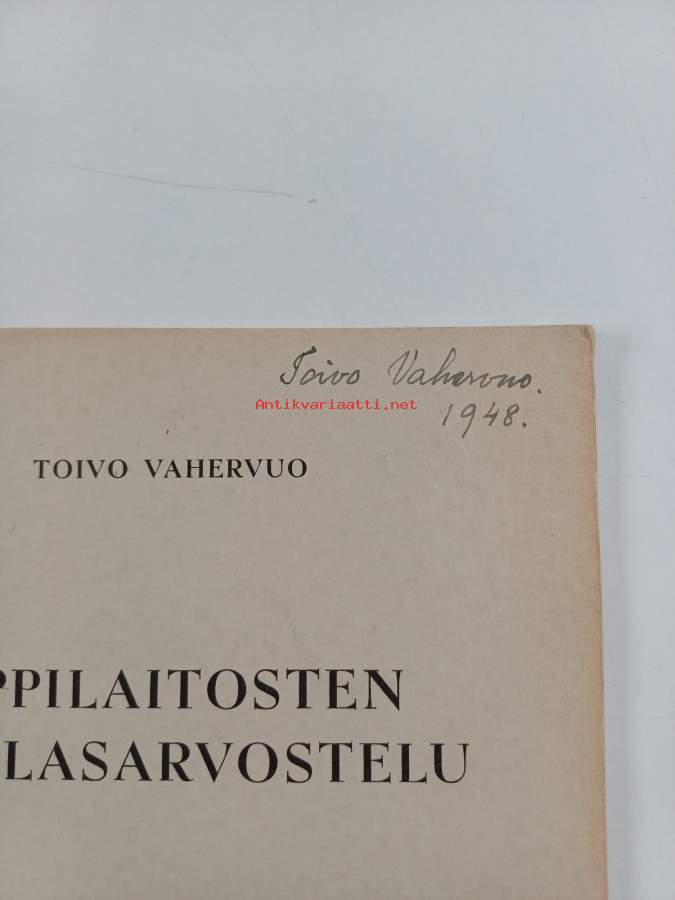 Toivo Vahervuo.
Antikvariaatti.net
1948.
TOIVO VAHERVUO
PPILAITOSTEN
LASARVOSTELU